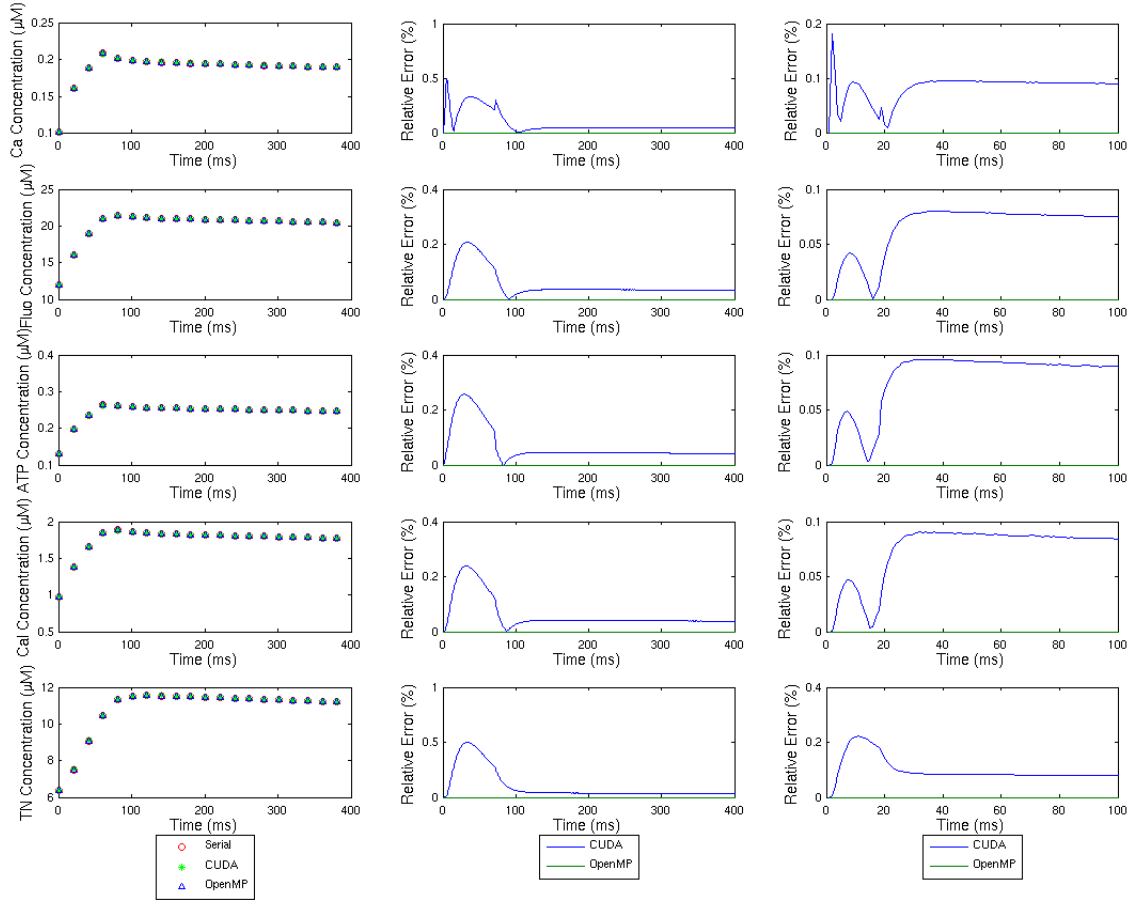 Ca Concentration (μM)
0.25
0.2
0.15
0.1
0 100 200 300 400
Time (ms)
Relative Error (%)
1
0.5
0
0 100 200 300 400
Time (ms)
Relative Error (%)
0.2
0.1
0
0 20 40 60 80 100
Time (ms)
Fluo Concentration (μM)
25
20
15
10
0 100 200 300 400
Time (ms)
Relative Error (%)
0.4
0.2
0
0 100 200 300 400
Time (ms)
Relative Error (%)
0.1
0.05
0
0 20 40 60 80 100
Time (ms)
ATP Concentration (μM)
0.4
0.3
0.2
0.1
0 100 200 300 400
Time (ms)
Relative Error (%)
0.4
0.2
0
0 100 200 300 400
Time (ms)
Relative Error (%)
0.1
0.05
0
0 20 40 60 80 100
Time (ms)
Cal Concentration (μM)
2
1.5
1
0.5
0 100 200 300 400
Time (ms)
Relative Error (%)
0.4
0.2
0
0 100 200 300 400
Time (ms)
Relative Error (%)
0.1
0.05
0
0 20 40 60 80 100
Time (ms)
TN Concentration (μM)
12
10
8
6
0 100 200 300 400
Time (ms)
Relative Error (%)
1
0.5
0
0 100 200 300 400
Time (ms)
Relative Error (%)
0.4
0.2
0
0 20 40 60 80 100
Time (ms)
Serial
CUDA
OpenMP
CUDA
OpenMP
CUDA
OpenMP